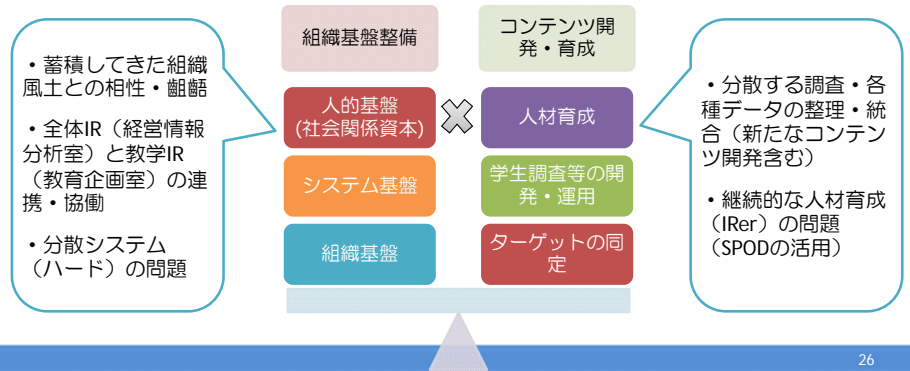 ・蓄積してきた組織
風土との相性・齟齬
・全体IR（経営情報
分析室）と教学IR
（教育企画室）の連
携・協働
・分散システム
（ハード）の問題
組織基盤整備
人的基盤
(社会関係資本)
システム基盤
組織基盤
コンテンツ開
発・育成
人材育成
学生調査等の開
発・運用
ターゲットの同
定
・分散する調査・各
種データの整理・統
合（新たなコンテン
ツ開発含む）
・継続的な人材育成
（IRer）の問題
（SPODの活用）
26